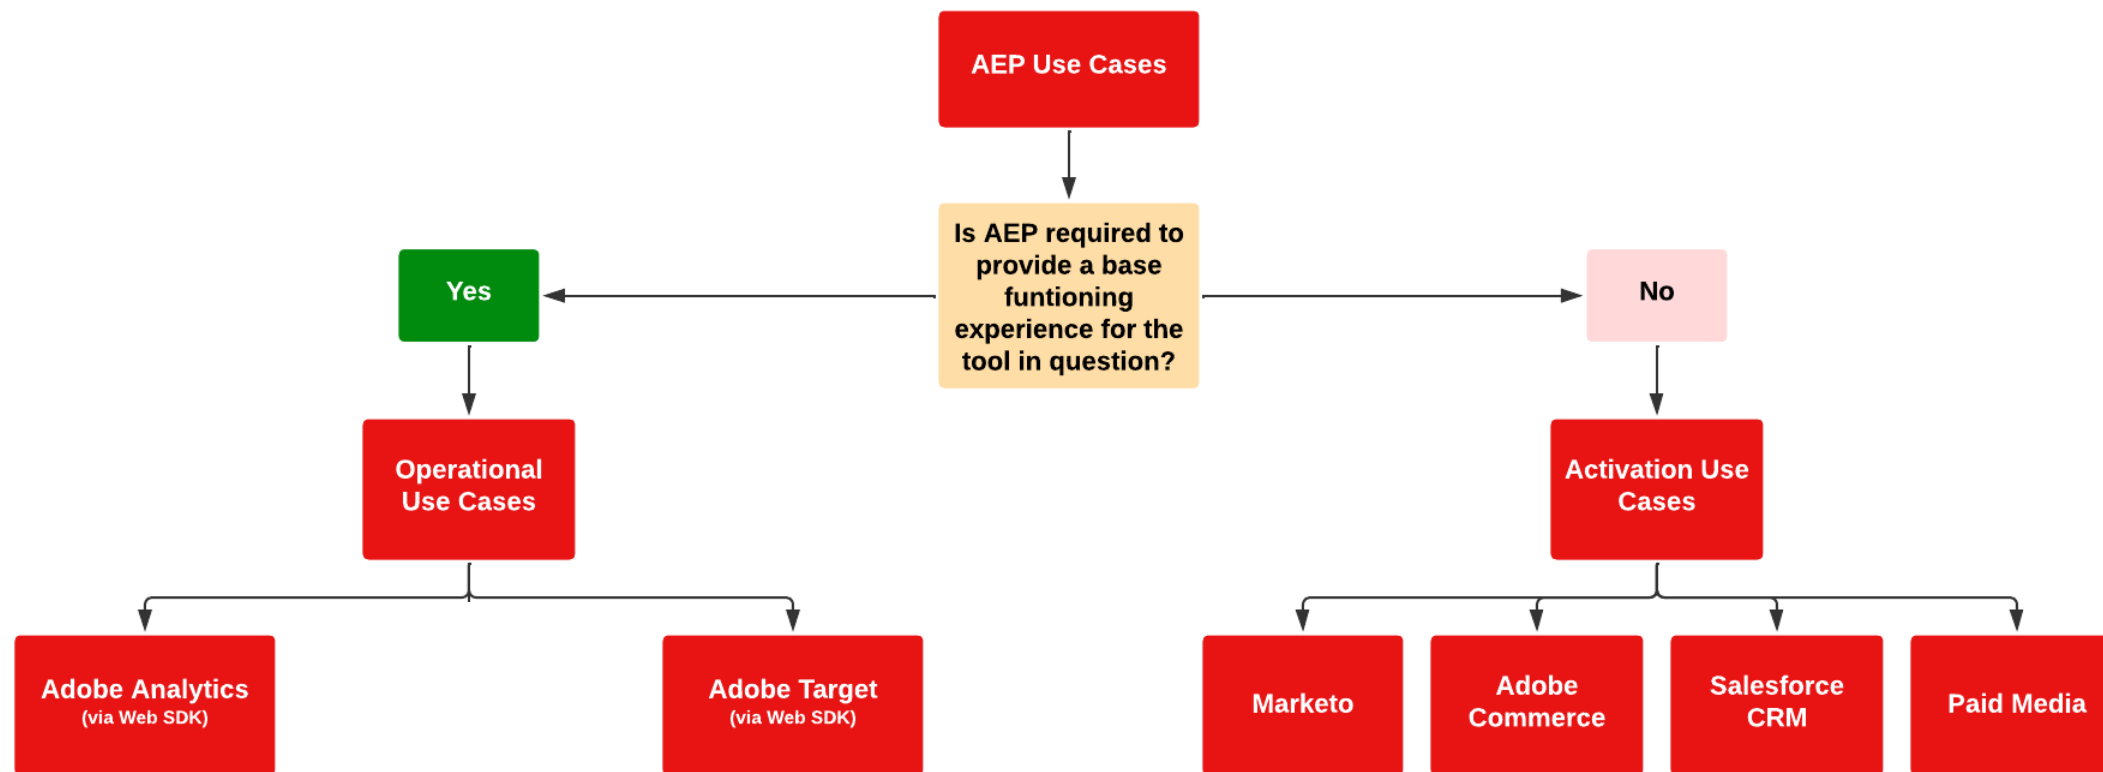 AEP Use Cases
Is AEP required to
provide a base
funtioning
experience for the
tool in question?
Yes
No
Operational
Use Cases
Activation Use
Cases
Adobe Analytics
(via Web SDK)
Adobe Target
(via Web SDK)
Marketo
Adobe
Commerce
Salesforce
CRM
Paid Media